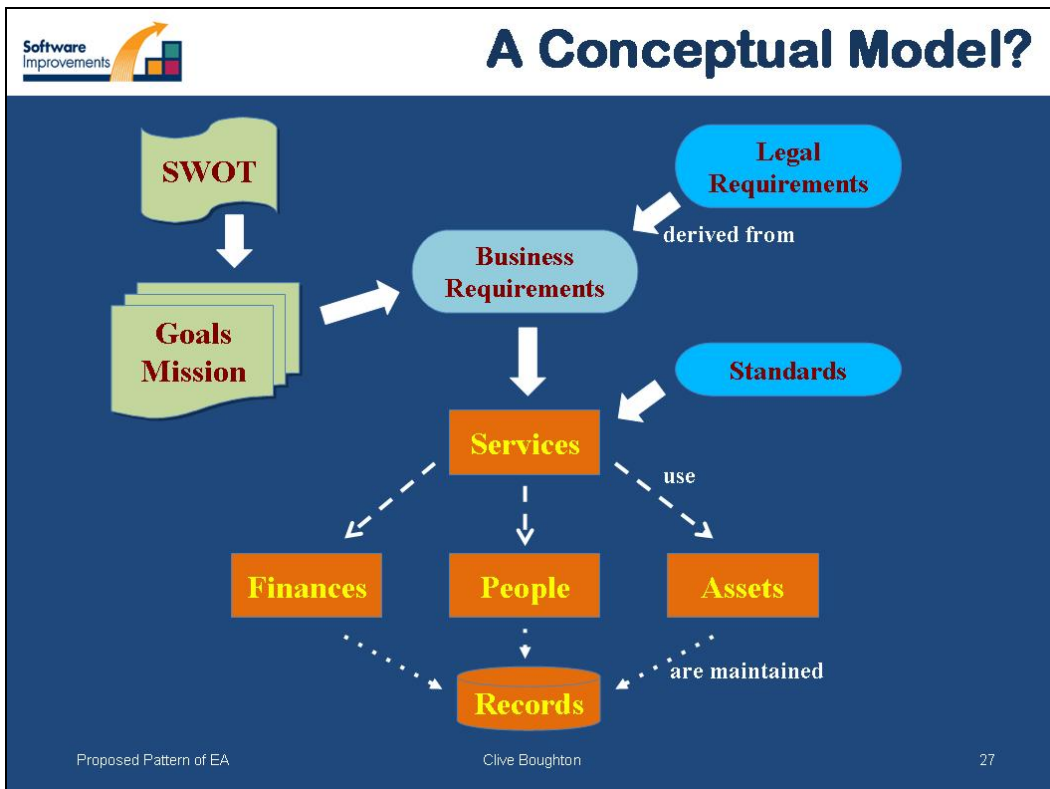 Software
Improvements
A Conceptual Model?
SWOT
Legal
Requirements
derived from
Business
Requirements
Goals
Mission
Standards
Services
use
Finances
People
Assets
are maintained
Records
Proposed Pattern of EA
Clive Boughton
27